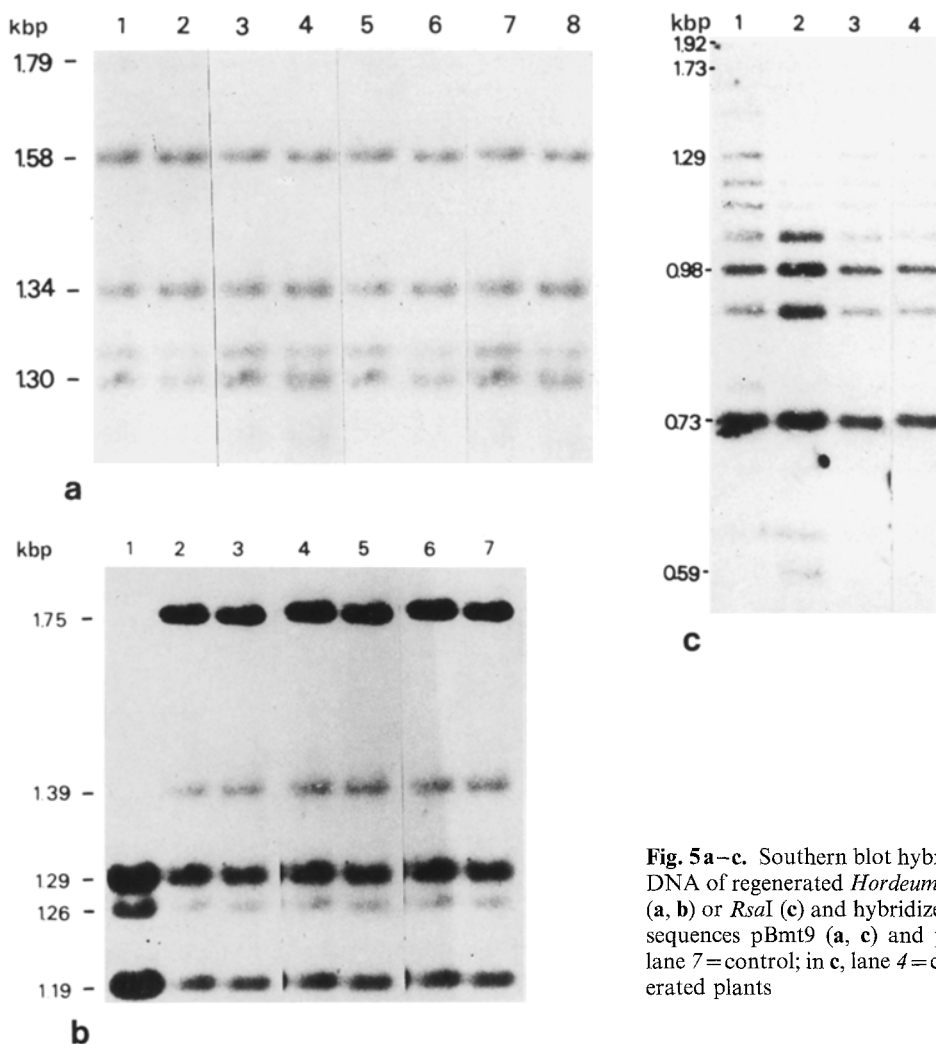 kbp 1 2 3 4 5 6 7 8
1.79
1.58
1.34
1.30
a
kbp 1 2 3 4 5 6 7
1.75
1.39
1.29
1.26
1.19
b
kbp 1 2 3 4
1.92
1.73
1.29
0.98
0.73
0.59
c
Fig. 5a–c. Southern blot
DNA of regenerated Hordeum
(a, b) or RsaI (c) and
sequences pBmt9 (a, c) and
lane 7=control; in c, lane 4=
erated plants